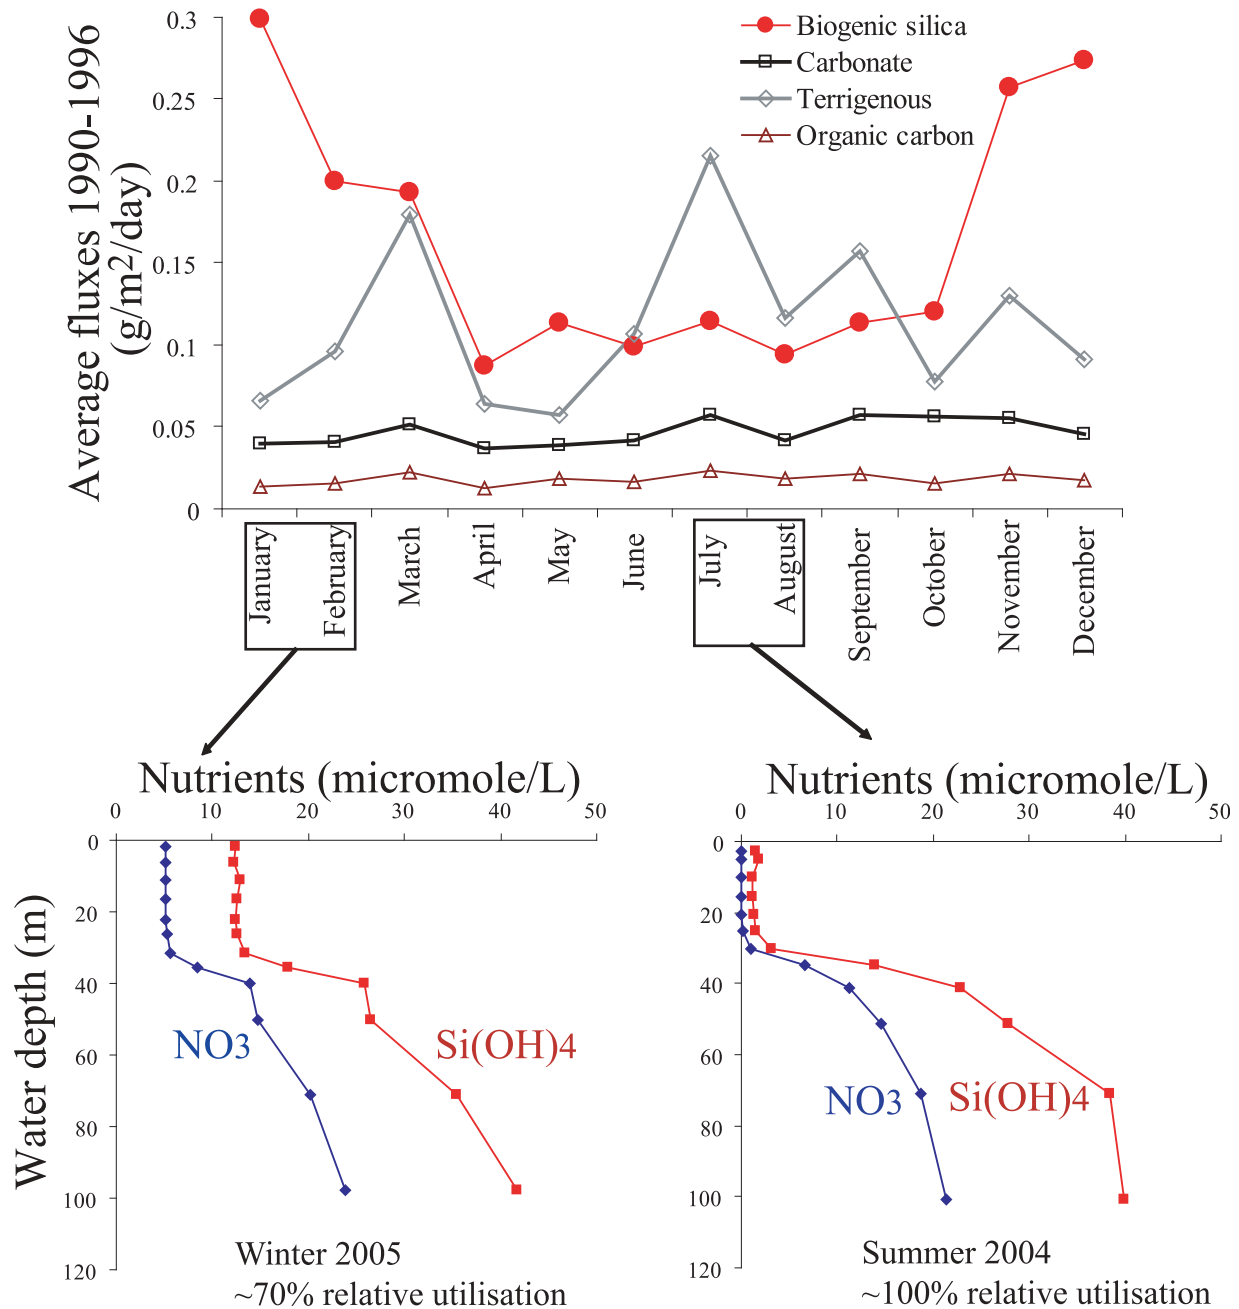 Average fluxes 1990-1996
(g/m2/day)
0.3
0.25
0.2
0.15
0.1
0.05
0
Biogenic silica
Carbonate
Terrigenous
Organic carbon
January
February
March
April
May
June
July
August
September
October
November
December
Nutrients (micromole/L)
0 10 20 30 40 50
Water depth (m)
0
20
40
60
80
100
120
NO3
Si(OH)4
Winter 2005
~70% relative utilisation
Nutrients (micromole/L)
0 10 20 30 40 50
0
20
40
60
80
100
120
NO3
Si(OH)4
Summer 2004
~100% relative utilisation